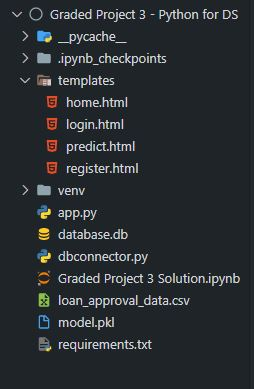 Graded Project 3 - Python for DS
__pycache__
.ipynb_checkpoints
templates
home.html
login.html
predict.html
register.html
venv
app.py
database.db
dbconnector.py
Graded Project 3 Solution.ipynb
loan_approval_data.csv
model.pkl
requirements.txt